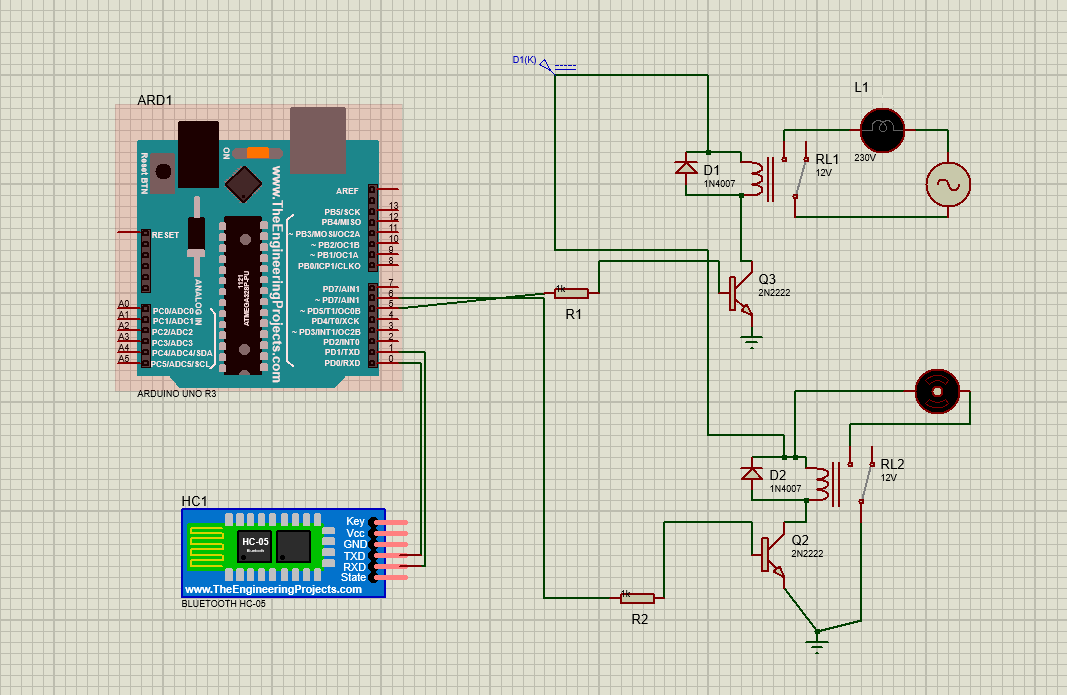 D1(K)
ARD1
ON
Reset BTN
www.TheEngineeringProjects.com
AREF
PB5/SCK 13
PB4/MISO 12
~ PB3/MOSI/OC2A 11
~ PB2/OC1B 10
~ PB1/OC1A 9
PB0/ICP1/CLKO 8
RESET
1121
ATMEGA328P-PU
ANALOG IN
PD7/AIN1 7
~ PD7/AIN1 6
~ PD5/T1/OC0B 5
PD4/T0/XCK 4
~ PD3/INT1/OC2B 3
PD2/INT0 2
PD1/TXD 1
PD0/RXD 0
A0 PC0/ADC0
A1 PC1/ADC1
A2 PC2/ADC2
A3 PC3/ADC3
A4 PC4/ADC4/SDA
A5 PC5/ADC5/SCL
ARDUINO UNO R3
L1
230V
D1
1N4007
RL1
12V
1k
R1
Q3
2N2222
D2
1N4007
RL2
12V
Q2
2N2222
1k
R2
HC1
HC-05
Bluetooth
Key
Vcc
GND
TXD
RXD
State
www.TheEngineeringProjects.com
BLUETOOTH HC-05